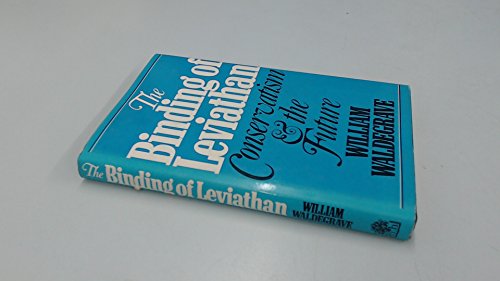 The
Binding of
Leviathan
Conservatism
& the
Future
WILLIAM
WALDEGRAVE
The Binding of Leviathan
WILLIAM
WALDEGRAVE